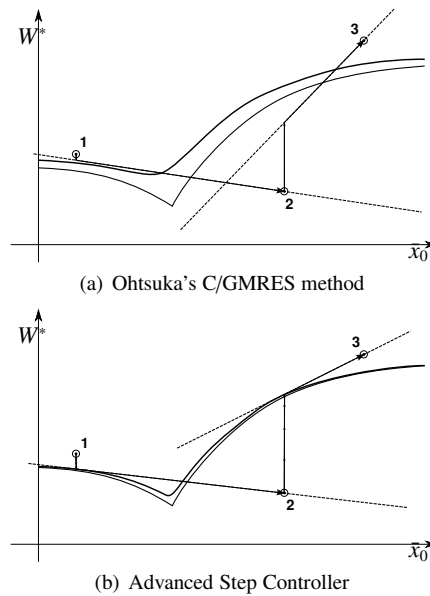 W*
3
1
2
x̄₀
(a) Ohtsuka's C/GMRES method
W*
3
1
2
x̄₀
(b) Advanced Step Controller